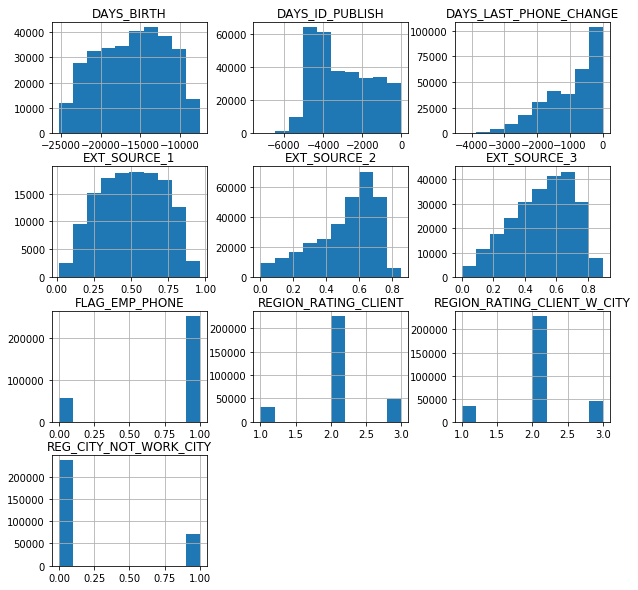 DAYS_BIRTH DAYS_ID_PUBLISH DAYS_LAST_PHONE_CHANGE
40000 60000 100000
30000 75000
20000 40000 50000
10000 20000 25000
0 0 0
−25000 −20000 −15000 −10000 −6000 −4000 −2000 0 −4000 −3000 −2000 −1000 0
EXT_SOURCE_1 EXT_SOURCE_2 EXT_SOURCE_3
15000 60000 40000
10000 40000 30000
5000 20000 20000
0 0 10000
0
0.00 0.25 0.50 0.75 1.00 0.0 0.2 0.4 0.6 0.8 0.0 0.2 0.4 0.6 0.8
FLAG_EMP_PHONE REGION_RATING_CLIENT REGION_RATING_CLIENT_W_CITY
200000 200000 200000
150000 150000
100000 100000 100000
50000 50000
0 0 0
0.00 0.25 0.50 0.75 1.00 1.0 1.5 2.0 2.5 3.0 1.0 1.5 2.0 2.5 3.0
REG_CITY_NOT_WORK_CITY
200000
150000
100000
50000
0
0.00 0.25 0.50 0.75 1.00